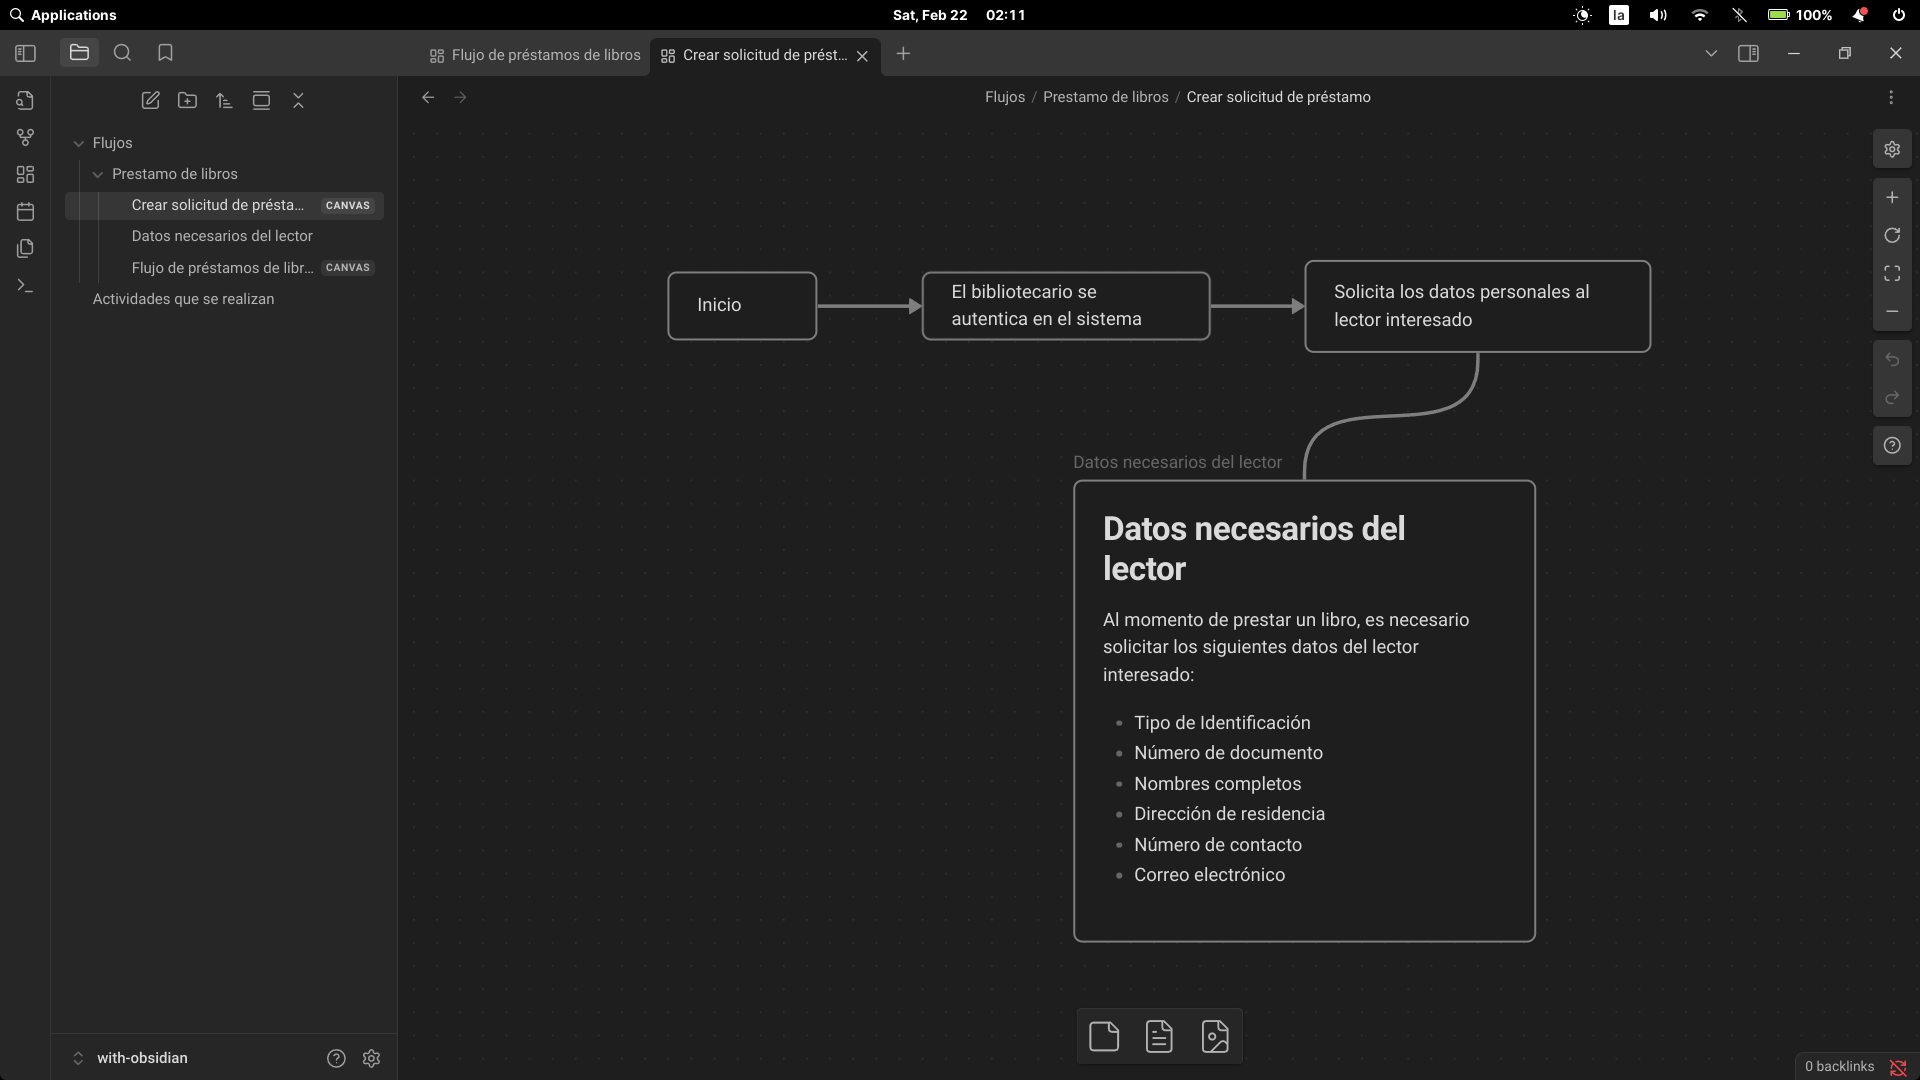 Applications
Sat, Feb 22 02:11
la
100%
Flujo de préstamos de libros
Crear solicitud de prést...
Flujos / Prestamo de libros / Crear solicitud de préstamo
Flujos
Prestamo de libros
Crear solicitud de présta... CANVAS
Datos necesarios del lector
Flujo de préstamos de libr... CANVAS
Actividades que se realizan
Inicio
El bibliotecario se
autentica en el sistema
Solicita los datos personales al
lector interesado
Datos necesarios del lector
Datos necesarios del
lector
Al momento de prestar un libro, es necesario
solicitar los siguientes datos del lector
interesado:
Tipo de Identificación
Número de documento
Nombres completos
Dirección de residencia
Número de contacto
Correo electrónico
with-obsidian
0 backlinks